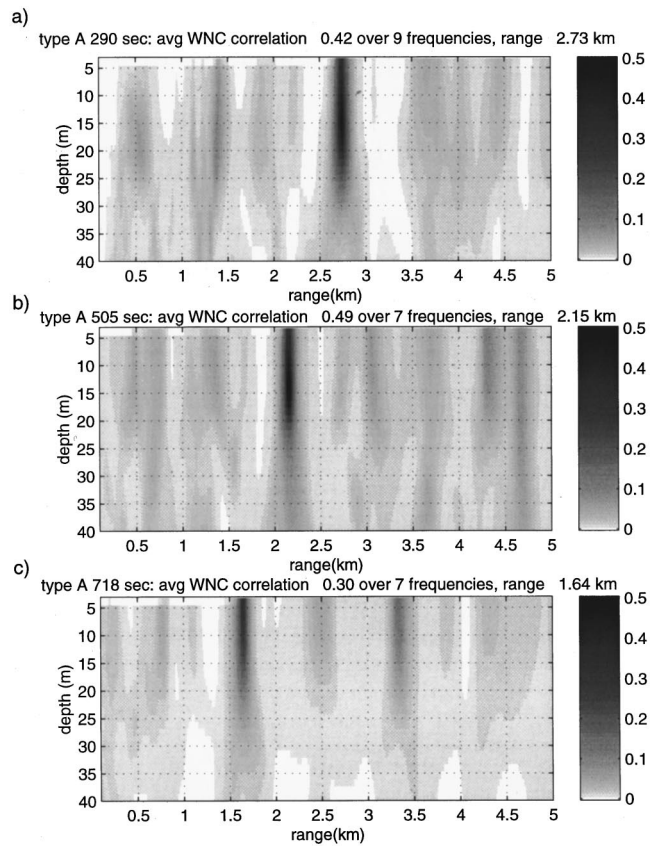 a)
type A 290 sec: avg WNC correlation 0.42 over 9 frequencies, range 2.73 km
5
10
15
20
25
30
35
40
depth (m)
0.5 1 1.5 2 2.5 3 3.5 4 4.5 5
range(km)
0.5
0.4
0.3
0.2
0.1
0
b)
type A 505 sec: avg WNC correlation 0.49 over 7 frequencies, range 2.15 km
5
10
15
20
25
30
35
40
depth (m)
0.5 1 1.5 2 2.5 3 3.5 4 4.5 5
range(km)
0.5
0.4
0.3
0.2
0.1
0
c)
type A 718 sec: avg WNC correlation 0.30 over 7 frequencies, range 1.64 km
5
10
15
20
25
30
35
40
depth (m)
0.5 1 1.5 2 2.5 3 3.5 4 4.5 5
range(km)
0.5
0.4
0.3
0.2
0.1
0